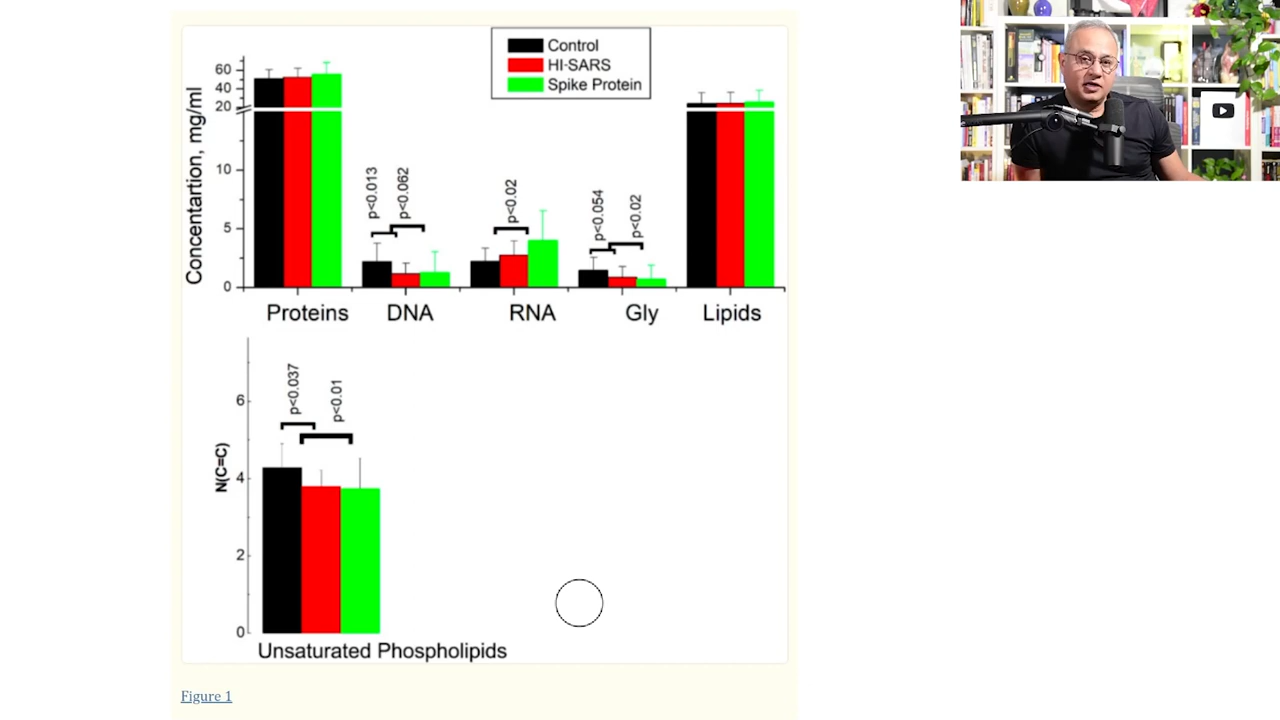 Control
HI-SARS
Spike Protein
Concentartion, mg/ml
60
40
20
10
5
0
p<0.013
p<0.062
p<0.02
p<0.054
p<0.02
Proteins
DNA
RNA
Gly
Lipids
N(C=C)
6
4
2
0
p<0.037
p<0.01
Unsaturated Phospholipids
Figure 1